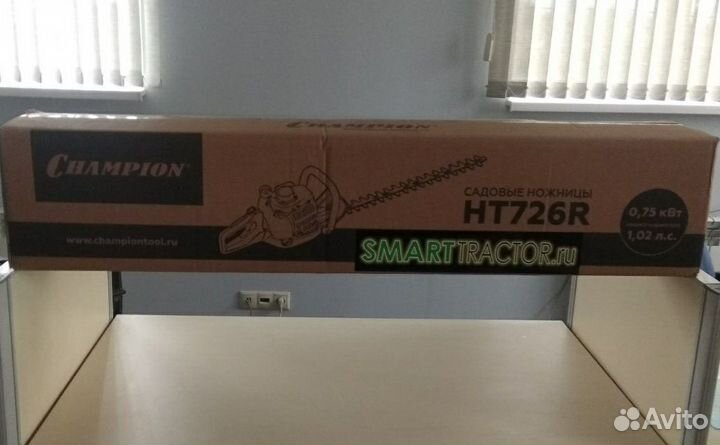 CHAMPION
CHAMPION®
www.championtool.ru
САДОВЫЕ НОЖНИЦЫ
HT726R
0,75 кВт
1,02 л.с.
SMARTTRACTOR.ru
Avito